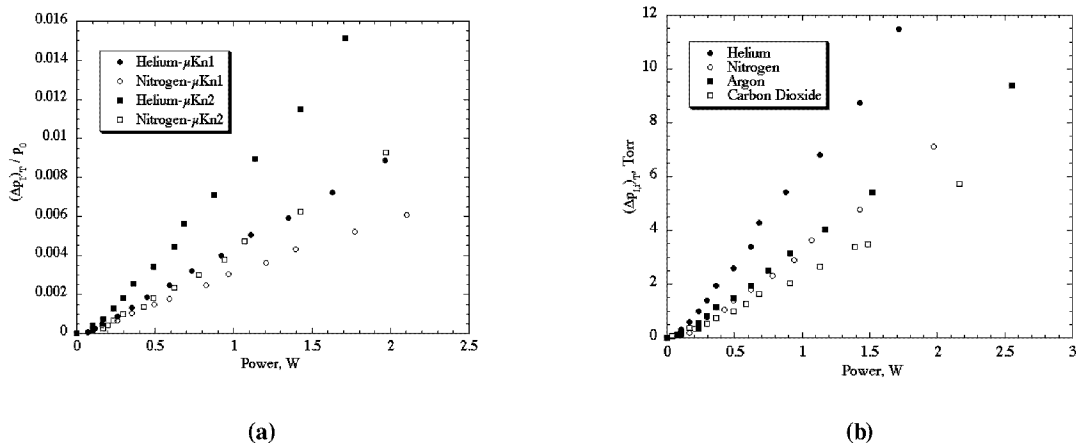 0.016
0.014
0.012
0.01
0.008
0.006
0.004
0.002
0
(Δp₁)_T / p₀
Helium-μKn1
Nitrogen-μKn1
Helium-μKn2
Nitrogen-μKn2
0 0.5 1 1.5 2 2.5
Power, W
(a)
12
10
8
6
4
2
0
Helium
Nitrogen
Argon
Carbon Dioxide
0 0.5 1 1.5 2 2.5 3
Power, W
(b)